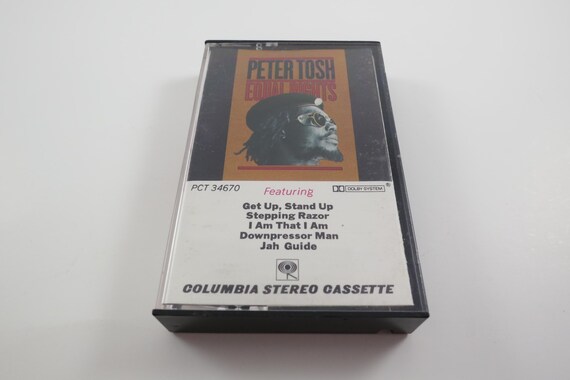 PETER TOSH
EQUAL RIGHTS
PCT 34670
Featuring
DOLBY SYSTEM®
Get Up, Stand Up
Stepping Razor
I Am That I Am
Downpressor Man
Jah Guide
COLUMBIA STEREO CASSETTE